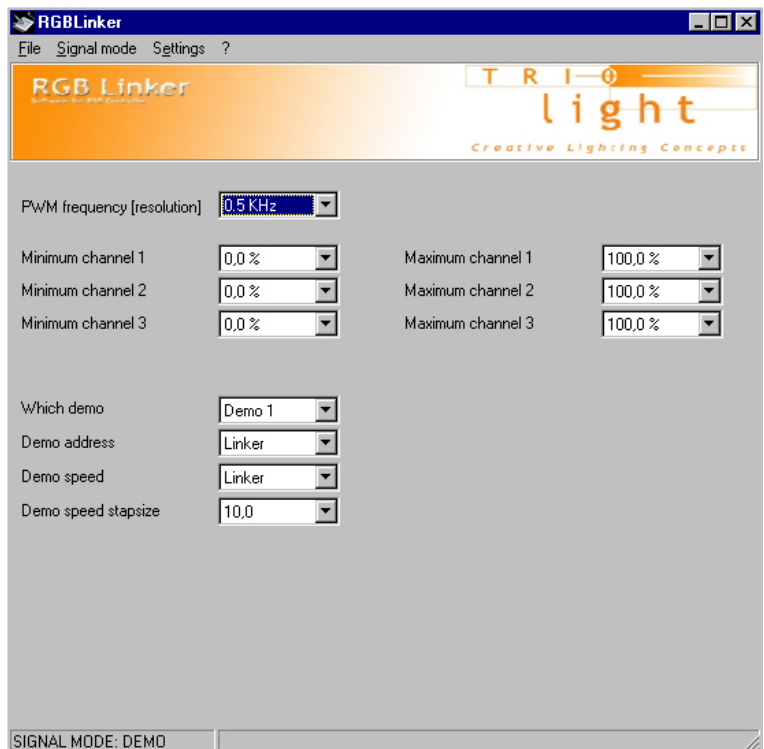 RGBLinker
File Signal mode Settings ?
RGB Linker
TRIO
light
Creative Lighting Concepts
PWM frequency [resolution] 0.5 KHz
Minimum channel 1 0,0 % Maximum channel 1 100,0 %
Minimum channel 2 0,0 % Maximum channel 2 100,0 %
Minimum channel 3 0,0 % Maximum channel 3 100,0 %
Which demo Demo 1
Demo address Linker
Demo speed Linker
Demo speed stapsize 10,0
SIGNAL MODE: DEMO